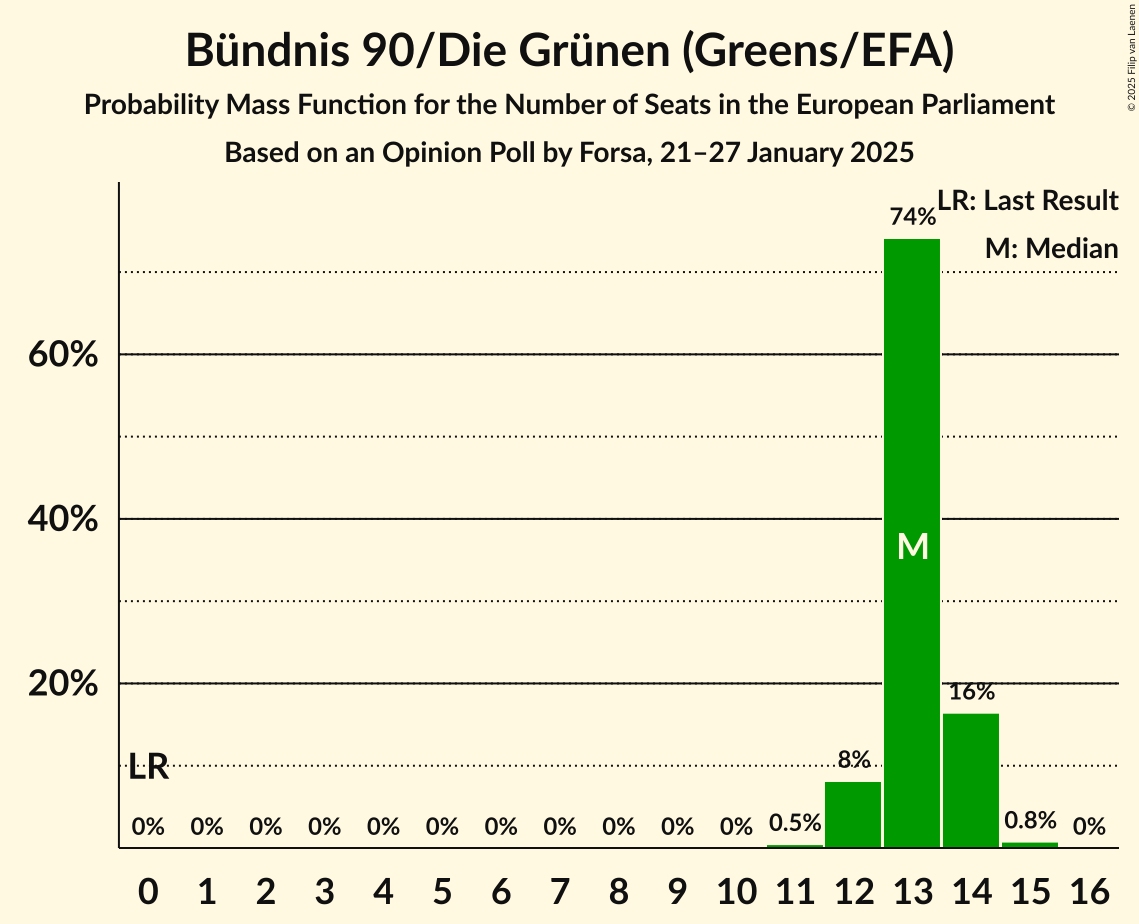 Bündnis 90/Die Grünen (Greens/EFA)
Probability Mass Function for the Number of Seats in the European Parliament
Based on an Opinion Poll by Forsa, 21–27 January 2025
© 2025 Filip van Laenen
LR: Last Result
M: Median
74%
60%
40%
M
20%
16%
LR
8%
0% 0% 0% 0% 0% 0% 0% 0% 0% 0% 0% 0.5% 0.8% 0%
0 1 2 3 4 5 6 7 8 9 10 11 12 13 14 15 16